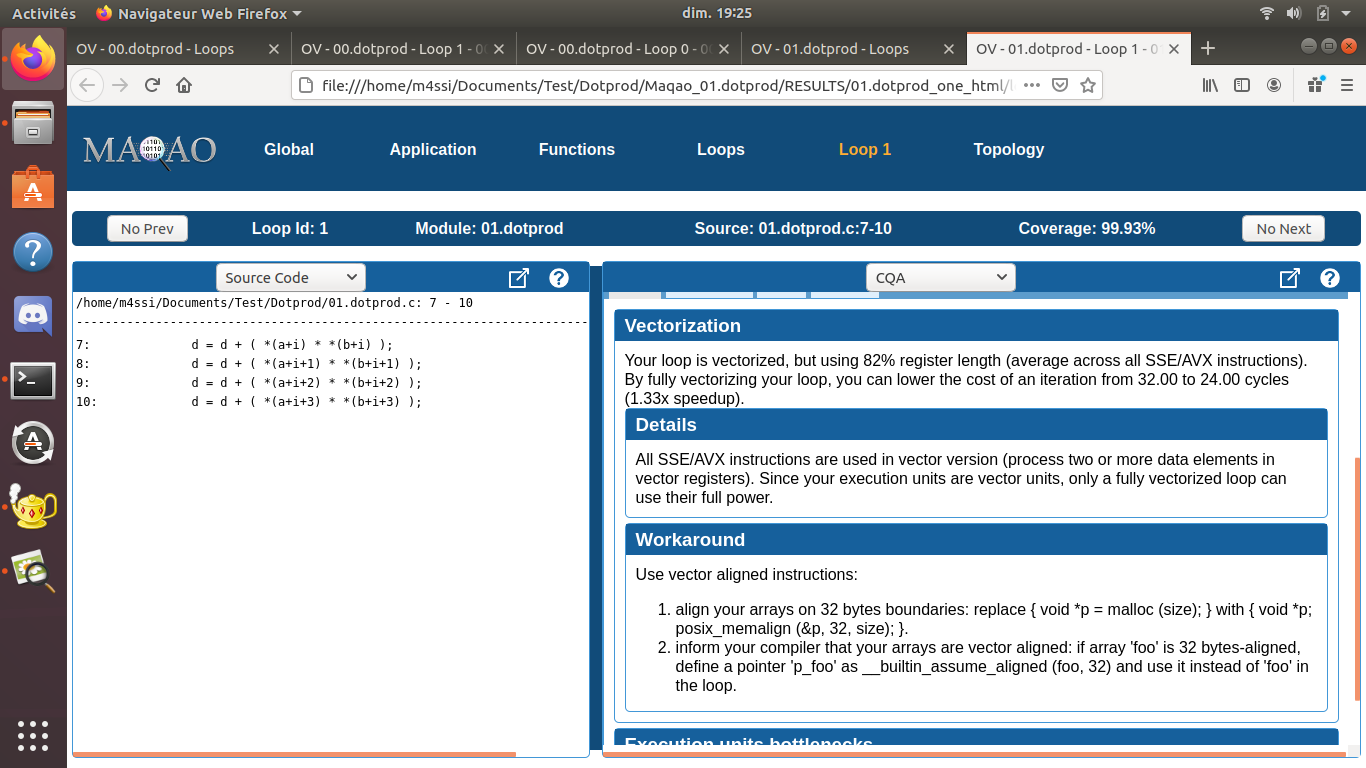 Activités
Navigateur Web Firefox
dim. 19:25
OV - 00.dotprod - Loops
OV - 00.dotprod - Loop 1 - 0
OV - 00.dotprod - Loop 0 - 0
OV - 01.dotprod - Loops
OV - 01.dotprod - Loop 1 - 0
file:///home/m4ssi/Documents/Test/Dotprod/Maqao_01.dotprod/RESULTS/01.dotprod_one_html/
MAQAO
Global
Application
Functions
Loops
Loop 1
Topology
No Prev
Loop Id: 1
Module: 01.dotprod
Source: 01.dotprod.c:7-10
Coverage: 99.93%
No Next
Source Code
/home/m4ssi/Documents/Test/Dotprod/01.dotprod.c: 7 - 10
--------------------------------------------------------------------------------
7: d = d + ( *(a+i) * *(b+i) );
8: d = d + ( *(a+i+1) * *(b+i+1) );
9: d = d + ( *(a+i+2) * *(b+i+2) );
10: d = d + ( *(a+i+3) * *(b+i+3) );
CQA
Vectorization
Your loop is vectorized, but using 82% register length (average across all SSE/AVX instructions).
By fully vectorizing your loop, you can lower the cost of an iteration from 32.00 to 24.00 cycles
(1.33x speedup).
Details
All SSE/AVX instructions are used in vector version (process two or more data elements in
vector registers). Since your execution units are vector units, only a fully vectorized loop can
use their full power.
Workaround
Use vector aligned instructions:
1. align your arrays on 32 bytes boundaries: replace { void *p = malloc (size); } with { void *p;
posix_memalign (&p, 32, size); }.
2. inform your compiler that your arrays are vector aligned: if array 'foo' is 32 bytes-aligned,
define a pointer 'p_foo' as __builtin_assume_aligned (foo, 32) and use it instead of 'foo' in
the loop.
Execution units bottlenecks